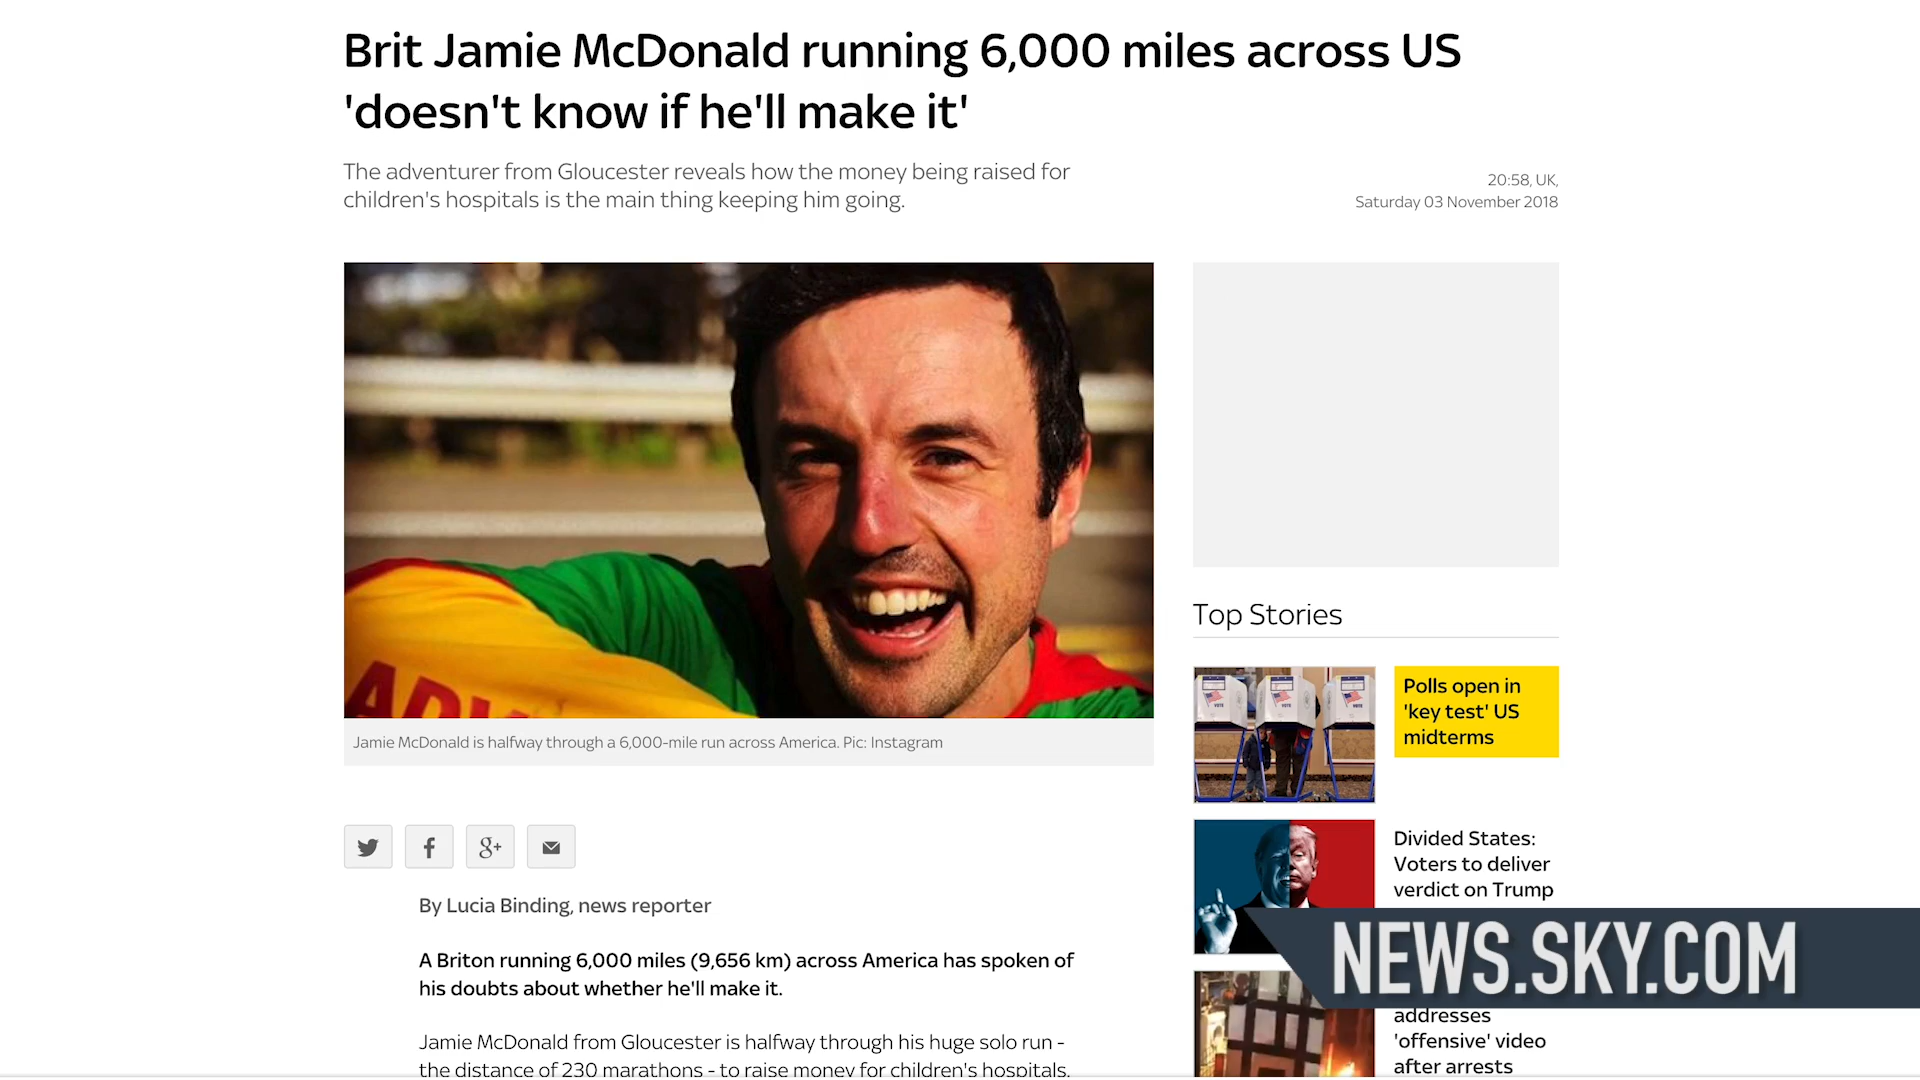 Brit Jamie McDonald running 6,000 miles across US
'doesn't know if he'll make it'
The adventurer from Gloucester reveals how the money being raised for
children's hospitals is the main thing keeping him going.
20:58, UK,
Saturday 03 November 2018
Jamie McDonald is halfway through a 6,000-mile run across America. Pic: Instagram
By Lucia Binding, news reporter
A Briton running 6,000 miles (9,656 km) across America has spoken of
his doubts about whether he'll make it.
Jamie McDonald from Gloucester is halfway through his huge solo run -
the distance of 230 marathons - to raise money for children's hospitals.
Top Stories
VOTE
VOTE
VOTE
Polls open in
'key test' US
midterms
Divided States:
Voters to deliver
verdict on Trump
addresses
'offensive' video
after arrests
NEWS.SKY.COM